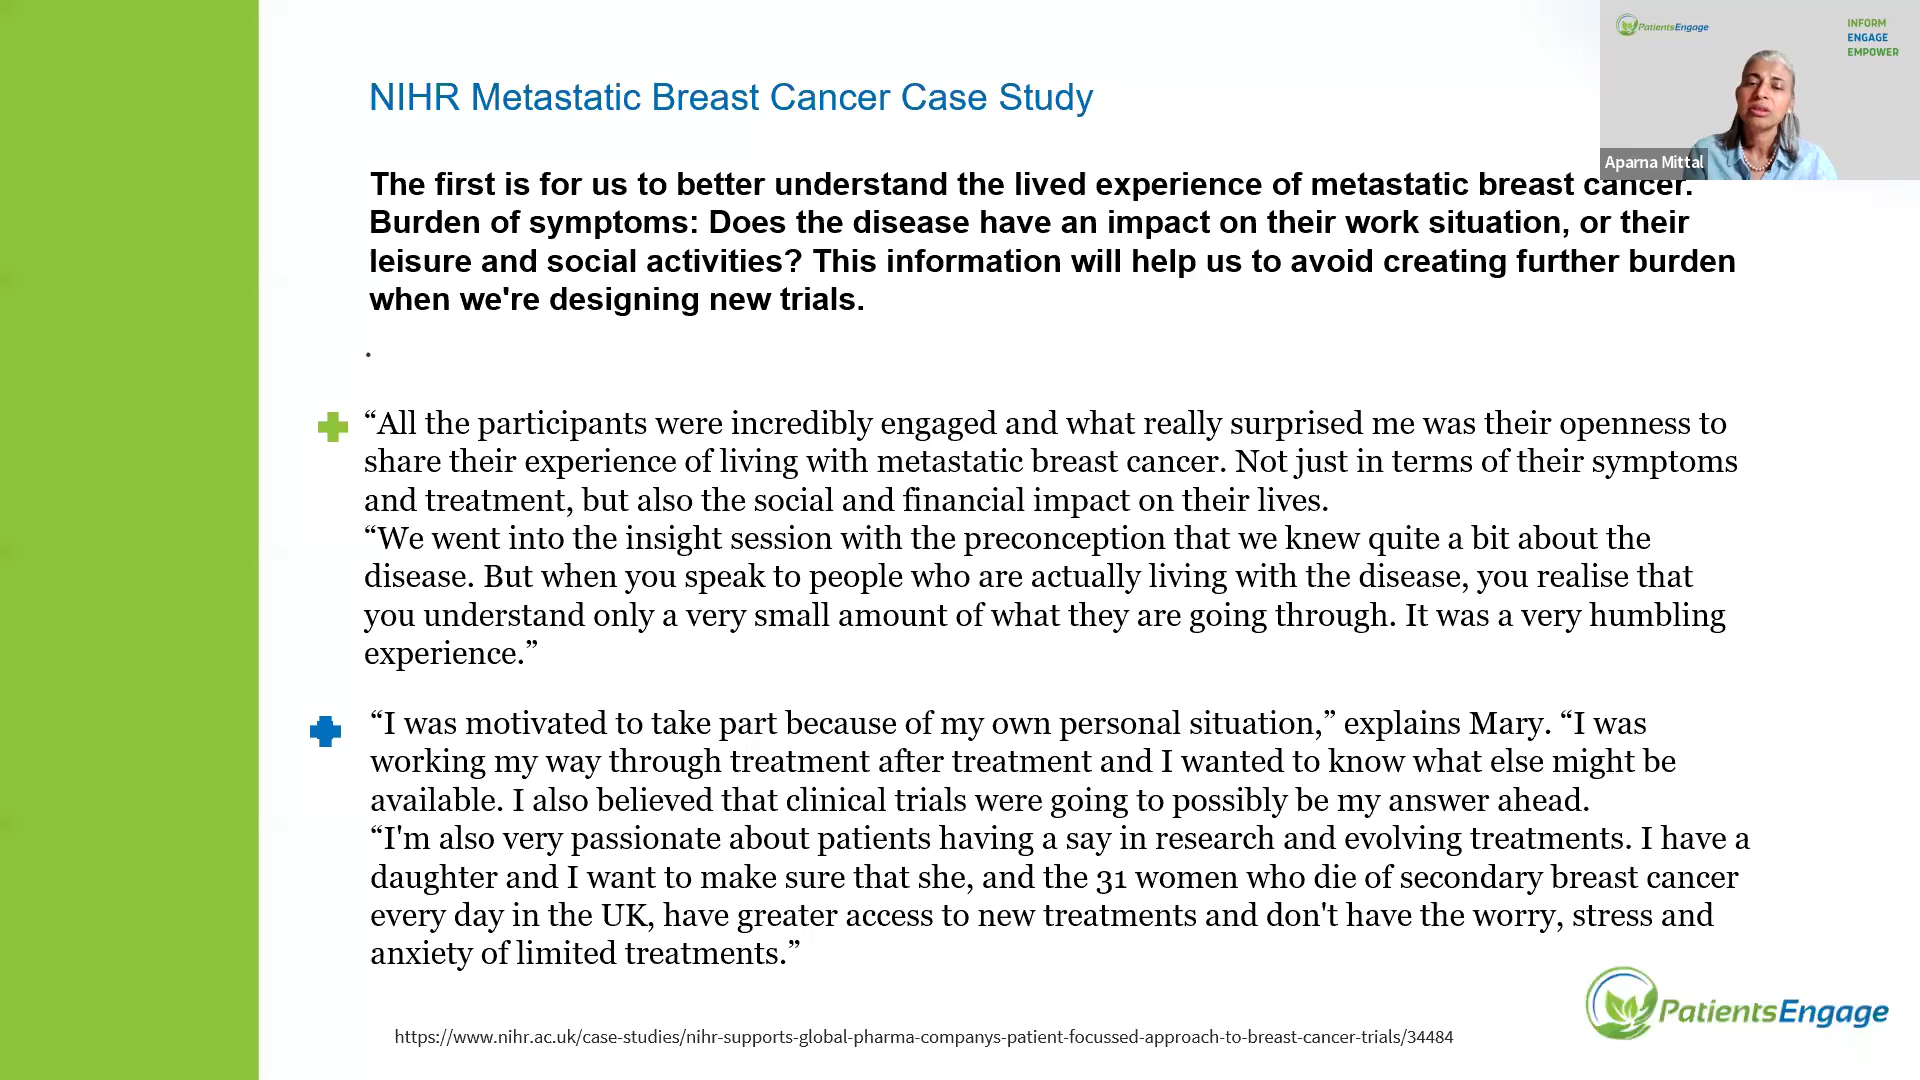 PatientsEngage
INFORM
ENGAGE
EMPOWER
Aparna Mittal
NIHR Metastatic Breast Cancer Case Study
The first is for us to better understand the lived experience of metastatic breast cancer.
Burden of symptoms: Does the disease have an impact on their work situation, or their
leisure and social activities? This information will help us to avoid creating further burden
when we're designing new trials.
.
“All the participants were incredibly engaged and what really surprised me was their openness to
share their experience of living with metastatic breast cancer. Not just in terms of their symptoms
and treatment, but also the social and financial impact on their lives.
“We went into the insight session with the preconception that we knew quite a bit about the
disease. But when you speak to people who are actually living with the disease, you realise that
you understand only a very small amount of what they are going through. It was a very humbling
experience.”
“I was motivated to take part because of my own personal situation,” explains Mary. “I was
working my way through treatment after treatment and I wanted to know what else might be
available. I also believed that clinical trials were going to possibly be my answer ahead.
“I'm also very passionate about patients having a say in research and evolving treatments. I have a
daughter and I want to make sure that she, and the 31 women who die of secondary breast cancer
every day in the UK, have greater access to new treatments and don't have the worry, stress and
anxiety of limited treatments.”
https://www.nihr.ac.uk/case-studies/nihr-supports-global-pharma-companys-patient-focussed-approach-to-breast-cancer-trials/34484
PatientsEngage